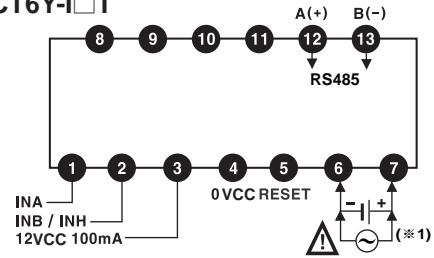 CT6Y-I□T
A(+) B(−)
8 9 10 11 12 13
RS485
1 2 3 4 5 6 7
INA
INB / INH
12VCC 100mA
0VCC RESET
− +
(※1)